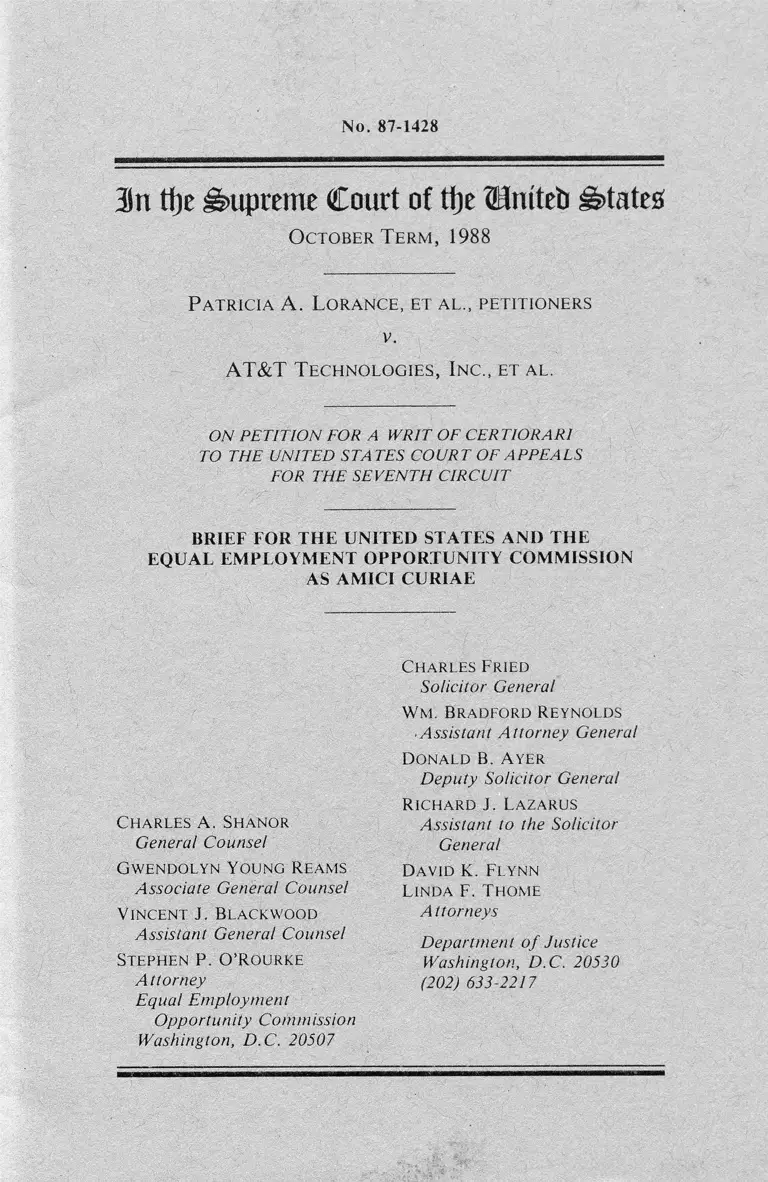 No. 87-1428
In the Supreme Court of the United States
OCTOBER TERM, 1988
PATRICIA A. LORANCE, ET AL., PETITIONERS
v.
AT&T TECHNOLOGIES, INC., ET AL.
ON PETITION FOR A WRIT OF CERTIORARI
TO THE UNITED STATES COURT OF APPEALS
FOR THE SEVENTH CIRCUIT
BRIEF FOR THE UNITED STATES AND THE
EQUAL EMPLOYMENT OPPORTUNITY COMMISSION
AS AMICI CURIAE
CHARLES A. SHANOR
General Counsel
GWENDOLYN YOUNG REAMS
Associate General Counsel
VINCENT J. BLACKWOOD
Assistant General Counsel
STEPHEN P. O'ROURKE
Attorney
Equal Employment
Opportunity Commission
Washington, D.C. 20507
CHARLES FRIED
Solicitor General
WM. BRADFORD REYNOLDS
Assistant Attorney General
DONALD B. AYER
Deputy Solicitor General
RICHARD J. LAZARUS
Assistant to the Solicitor
General
DAVID K. FLYNN
LINDA F. THOME
Attorneys
Department of Justice
Washington, D.C. 20530
(202) 633-2217